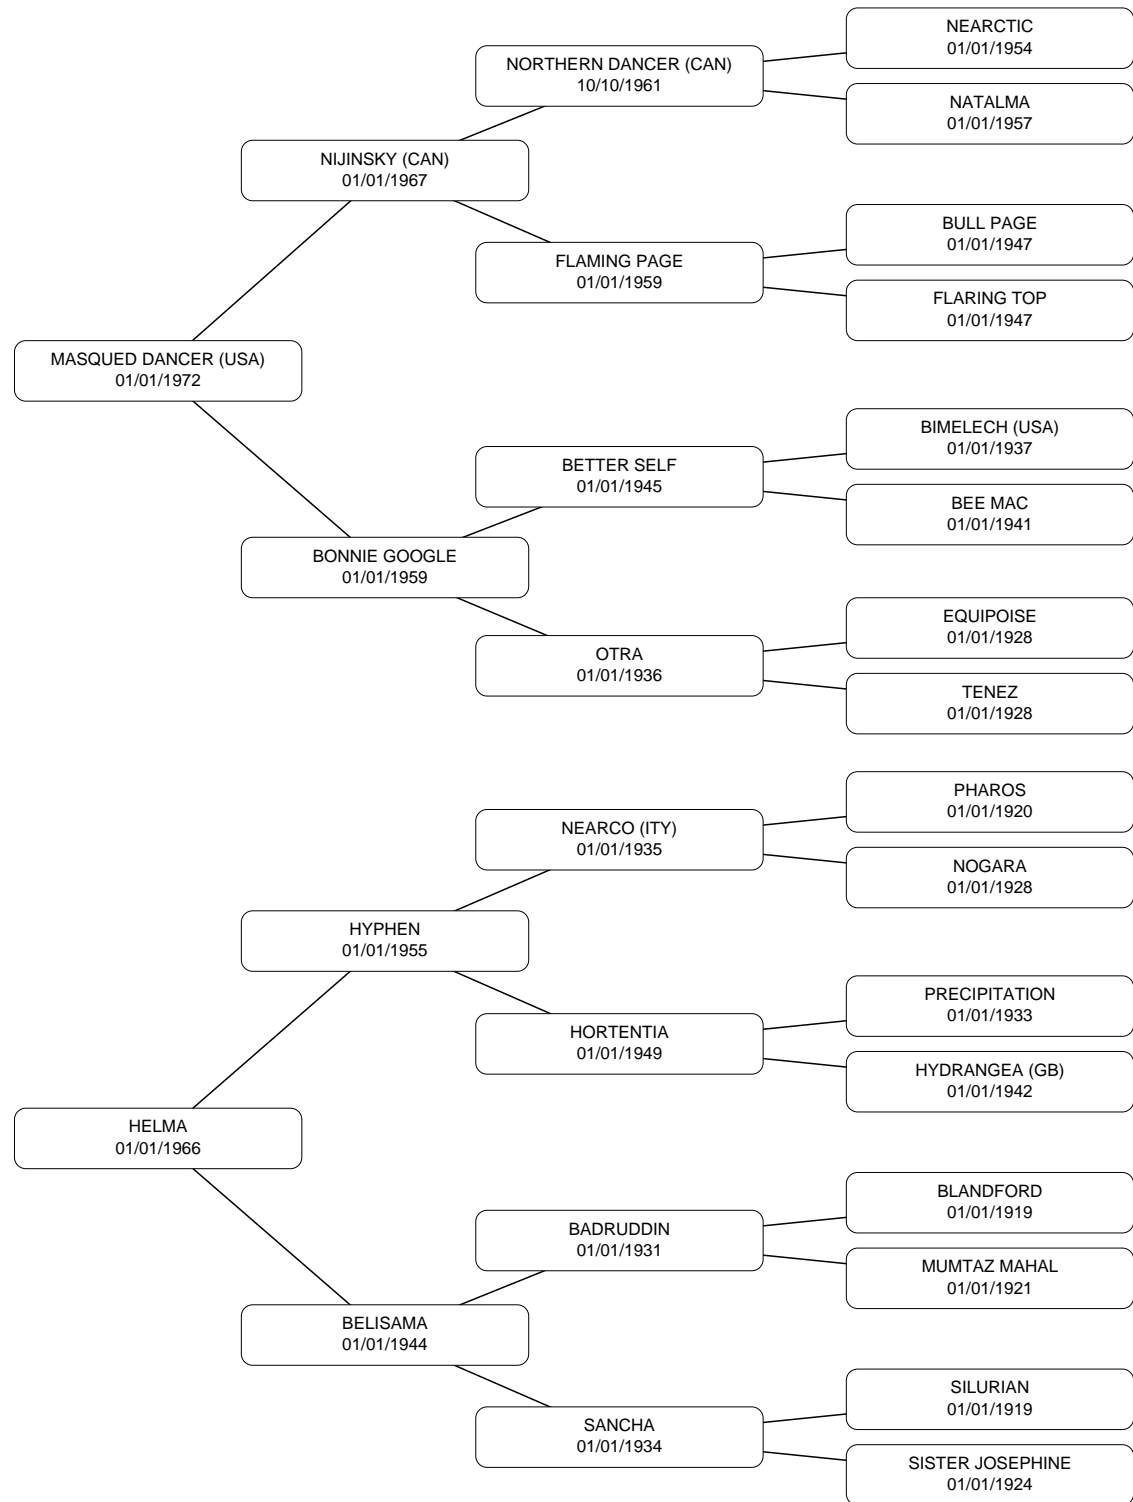 NEARCTIC
01/01/1954
NORTHERN DANCER (CAN)
10/10/1961
NATALMA
01/01/1957
NIJINSKY (CAN)
01/01/1967
BULL PAGE
01/01/1947
FLAMING PAGE
01/01/1959
FLARING TOP
01/01/1947
MASQUED DANCER (USA)
01/01/1972
BIMELECH (USA)
01/01/1937
BETTER SELF
01/01/1945
BEE MAC
01/01/1941
BONNIE GOOGLE
01/01/1959
EQUIPOISE
01/01/1928
OTRA
01/01/1936
TENEZ
01/01/1928
PHAROS
01/01/1920
NEARCO (ITY)
01/01/1935
NOGARA
01/01/1928
HYPHEN
01/01/1955
PRECIPITATION
01/01/1933
HORTENTIA
01/01/1949
HYDRANGEA (GB)
01/01/1942
HELMA
01/01/1966
BLANDFORD
01/01/1919
BADRUDDIN
01/01/1931
MUMTAZ MAHAL
01/01/1921
BELISAMA
01/01/1944
SILURIAN
01/01/1919
SANCHA
01/01/1934
SISTER JOSEPHINE
01/01/1924